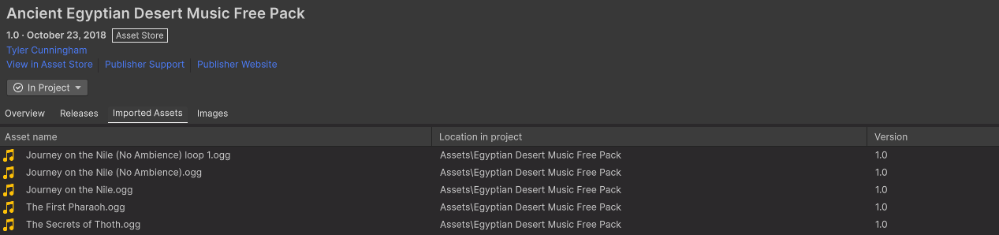 Ancient Egyptian Desert Music Free Pack
1.0 · October 23, 2018 Asset Store
Tyler Cunningham
View in Asset Store Publisher Support Publisher Website
In Project
Overview Releases Imported Assets Images
Asset name Location in project Version
Journey on the Nile (No Ambience) loop 1.ogg Assets\Egyptian Desert Music Free Pack 1.0
Journey on the Nile (No Ambience).ogg Assets\Egyptian Desert Music Free Pack 1.0
Journey on the Nile.ogg Assets\Egyptian Desert Music Free Pack 1.0
The First Pharaoh.ogg Assets\Egyptian Desert Music Free Pack 1.0
The Secrets of Thoth.ogg Assets\Egyptian Desert Music Free Pack 1.0